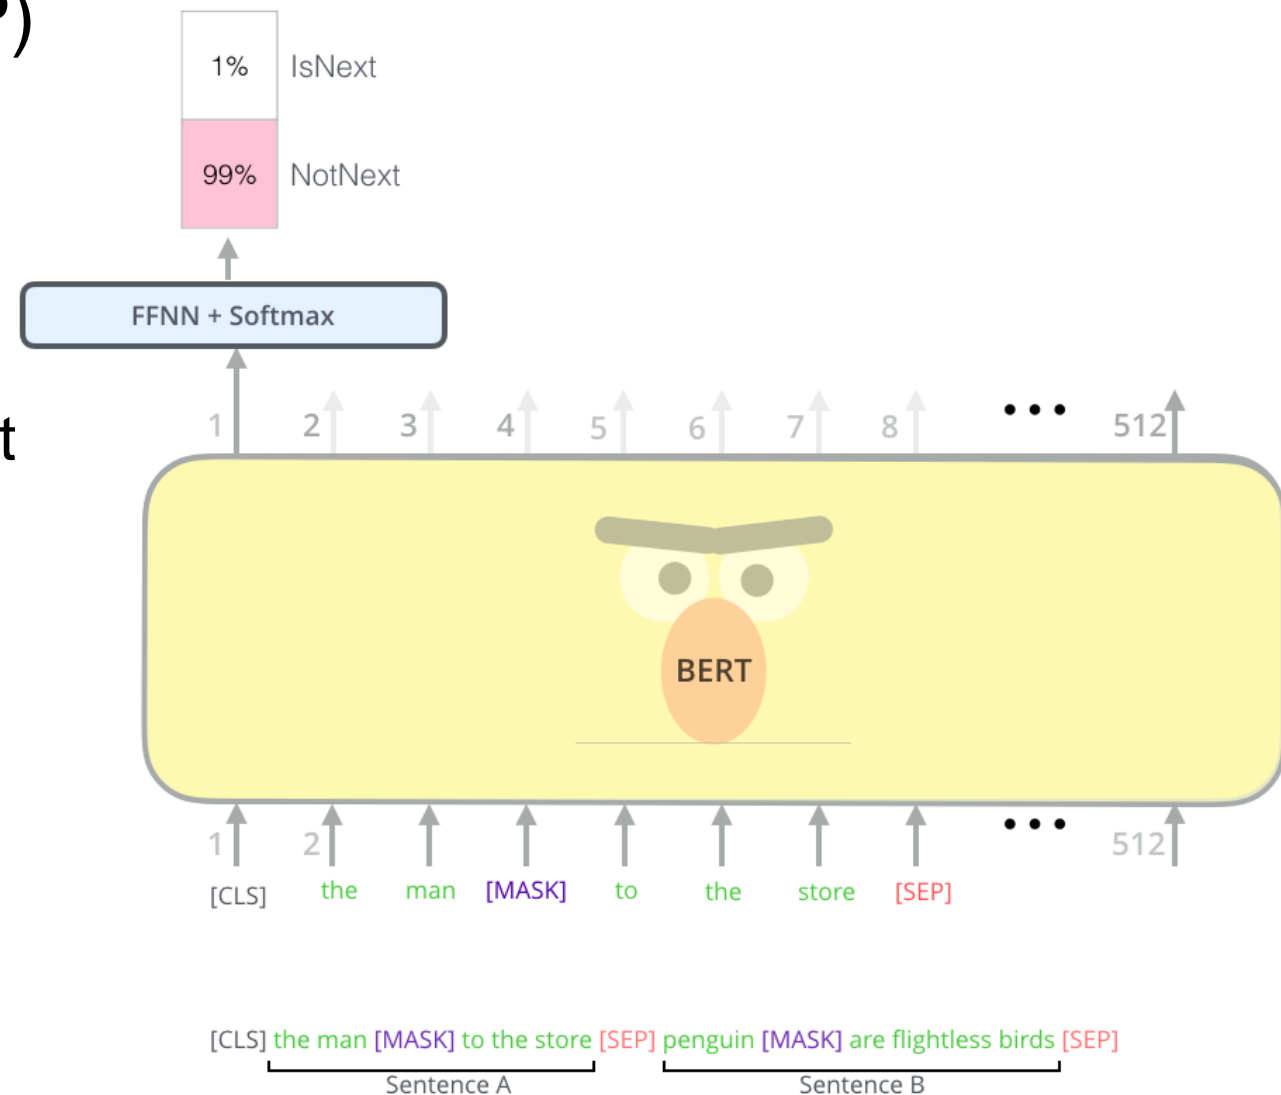 P)
1% IsNext
99% NotNext
FFNN + Softmax
t
1 2 3 4 5 6 7 8 ••• 512
BERT
1 2 ••• 512
[CLS] the man [MASK] to the store [SEP]
[CLS] the man [MASK] to the store [SEP] penguin [MASK] are flightless birds [SEP]
Sentence A Sentence B